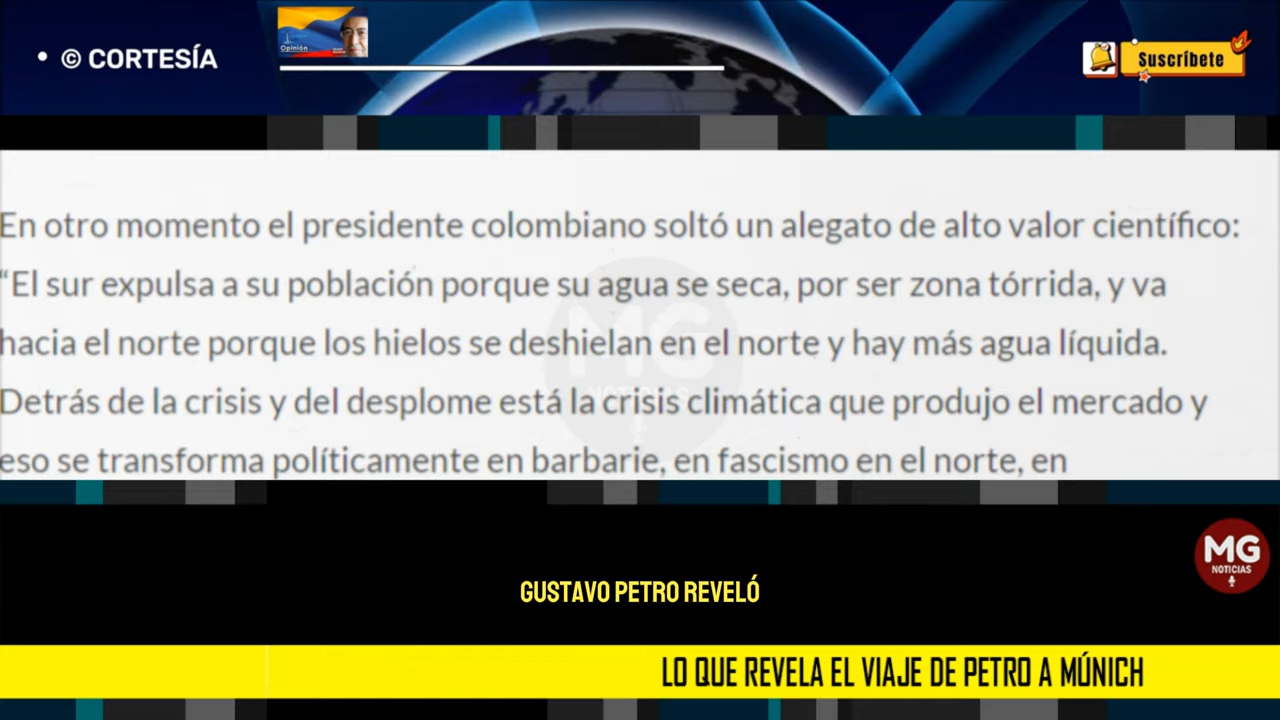 • © CORTESÍA
Opinión
Suscríbete
En otro momento el presidente colombiano soltó un alegato de alto valor científico:
“El sur expulsa a su población porque su agua se seca, por ser zona tórrida, y va
hacia el norte porque los hielos se deshielan en el norte y hay más agua líquida.
Detrás de la crisis y del desplome está la crisis climática que produjo el mercado y
eso se transforma políticamente en barbarie, en fascismo en el norte, en
MG
NOTICIAS
MG
NOTICIAS
GUSTAVO PETRO REVELÓ
LO QUE REVELA EL VIAJE DE PETRO A MÚNICH